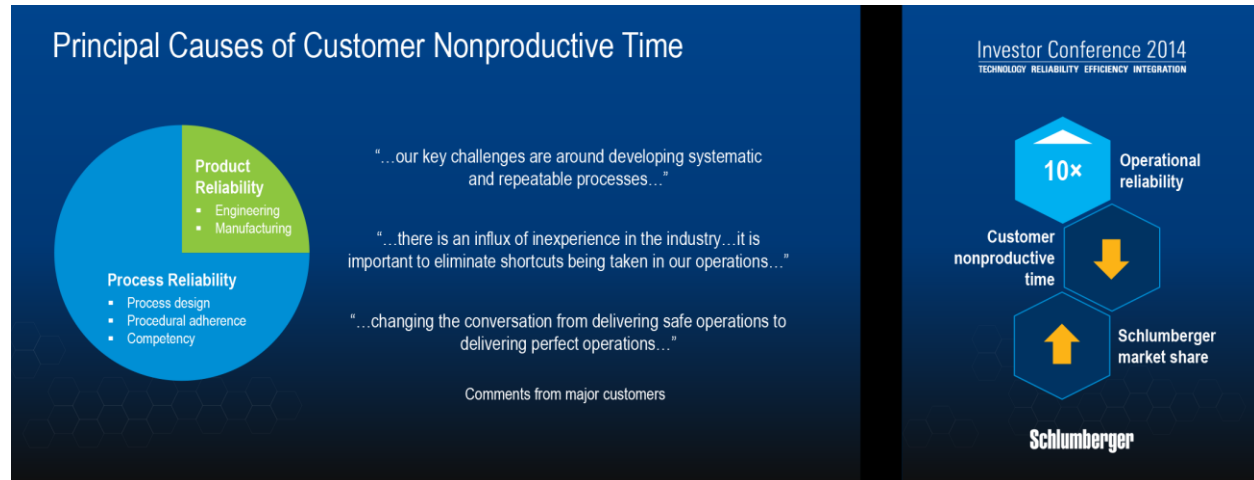 Principal Causes of Customer Nonproductive Time
Product
Reliability
▪ Engineering
▪ Manufacturing
Process Reliability
▪ Process design
▪ Procedural adherence
▪ Competency
“…our key challenges are around developing systematic
and repeatable processes…”
“…there is an influx of inexperience in the industry…it is
important to eliminate shortcuts being taken in our operations…”
“…changing the conversation from delivering safe operations to
delivering perfect operations…”
Comments from major customers
Investor Conference 2014
TECHNOLOGY RELIABILITY EFFICIENCY INTEGRATION
10×
Operational
reliability
Customer
nonproductive
time
Schlumberger
market share
Schlumberger